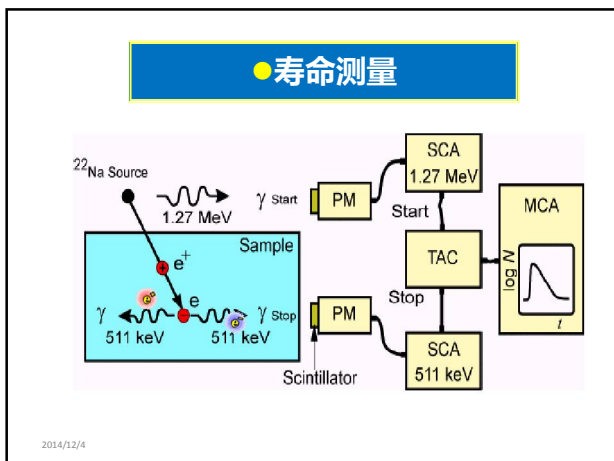 ●寿命测量
22Na Source
1.27 MeV
γ Start
PM
SCA
1.27 MeV
Start
MCA
TAC
log N
t
Sample
e+
e
γ
γ Stop
511 keV
511 keV
PM
Stop
SCA
511 keV
Scintillator
2014/12/4